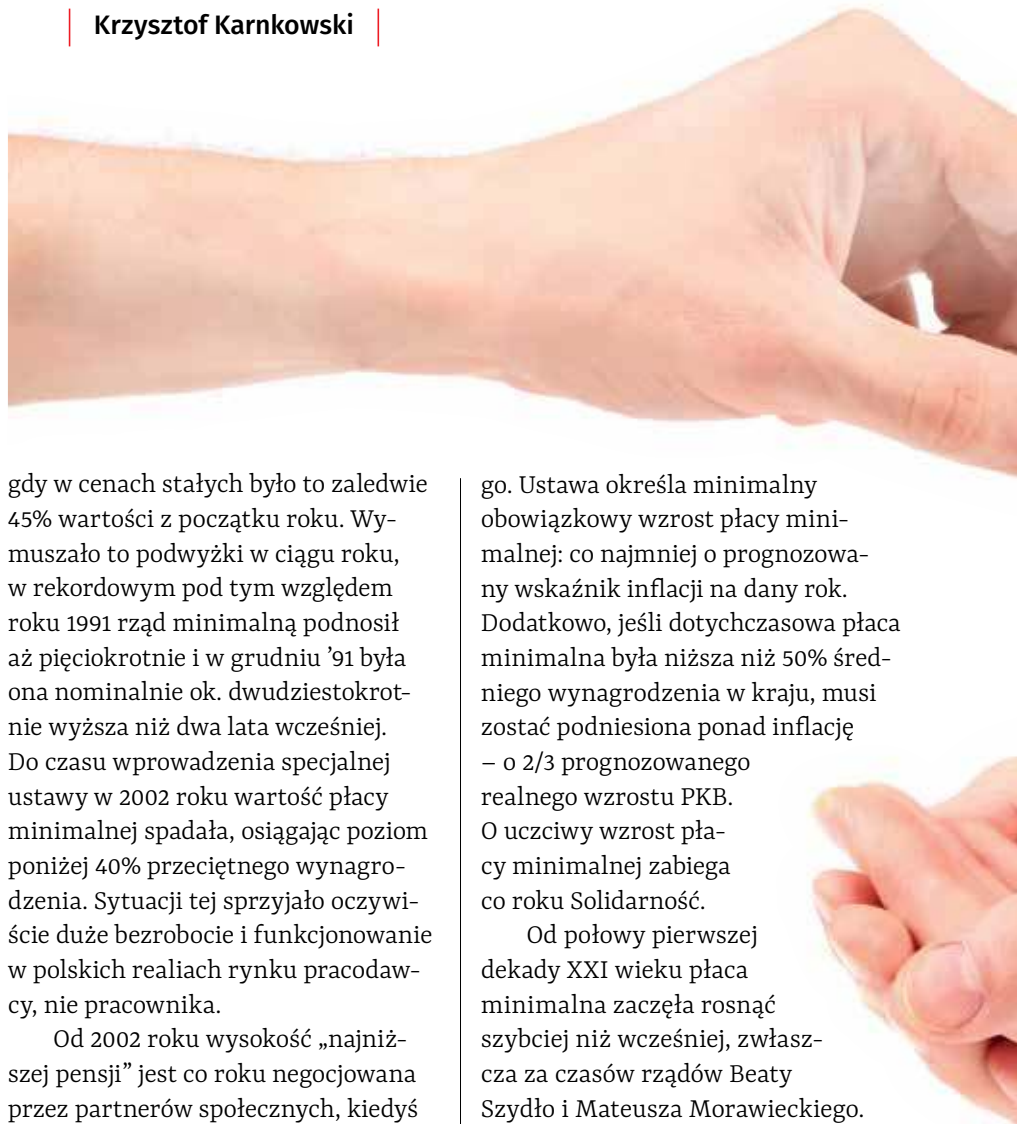 Krzysztof Karnkowski
gdy w cenach stałych było to zaledwie
45% wartości z początku roku. Wy-
muszało to podwyżki w ciągu roku,
w rekordowym pod tym względem
roku 1991 rząd minimalną podnosił
aż pięciokrotnie i w grudniu ’91 była
ona nominalnie ok. dwudziestokrot-
nie wyższa niż dwa lata wcześniej.
Do czasu wprowadzenia specjalnej
ustawy w 2002 roku wartość płacy
minimalnej spadała, osiągając poziom
poniżej 40% przeciętnego wynagro-
dzenia. Sytuacji tej sprzyjało oczywi-
ście duże bezrobocie i funkcjonowanie
w polskich realiach rynku pracodaw-
cy, nie pracownika.
Od 2002 roku wysokość „najniż-
szej pensji” jest co roku negocjowana
przez partnerów społecznych, kiedyś
go. Ustawa określa minimalny
obowiązkowy wzrost płacy mini-
malnej: co najmniej o prognozowa-
ny wskaźnik inflacji na dany rok.
Dodatkowo, jeśli dotychczasowa płaca
minimalna była niższa niż 50% śred-
niego wynagrodzenia w kraju, musi
zostać podniesiona ponad inflację
– o 2/3 prognozowanego
realnego wzrostu PKB.
O uczciwy wzrost pła-
cy minimalnej zabiega
co roku Solidarność.
Od połowy pierwszej
dekady XXI wieku płaca
minimalna zaczęła rosnąć
szybciej niż wcześniej, zwłasz-
cza za czasów rządów Beaty
Szydło i Mateusza Morawieckiego.